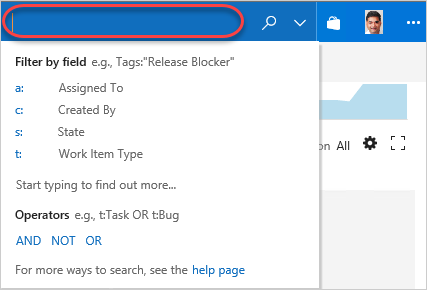 Filter by field e.g., Tags:"Release Blocker"
a: Assigned To
c: Created By
s: State
t: Work Item Type
on All
Start typing to find out more...
Operators e.g., t:Task OR t:Bug
AND NOT OR
For more ways to search, see the help page